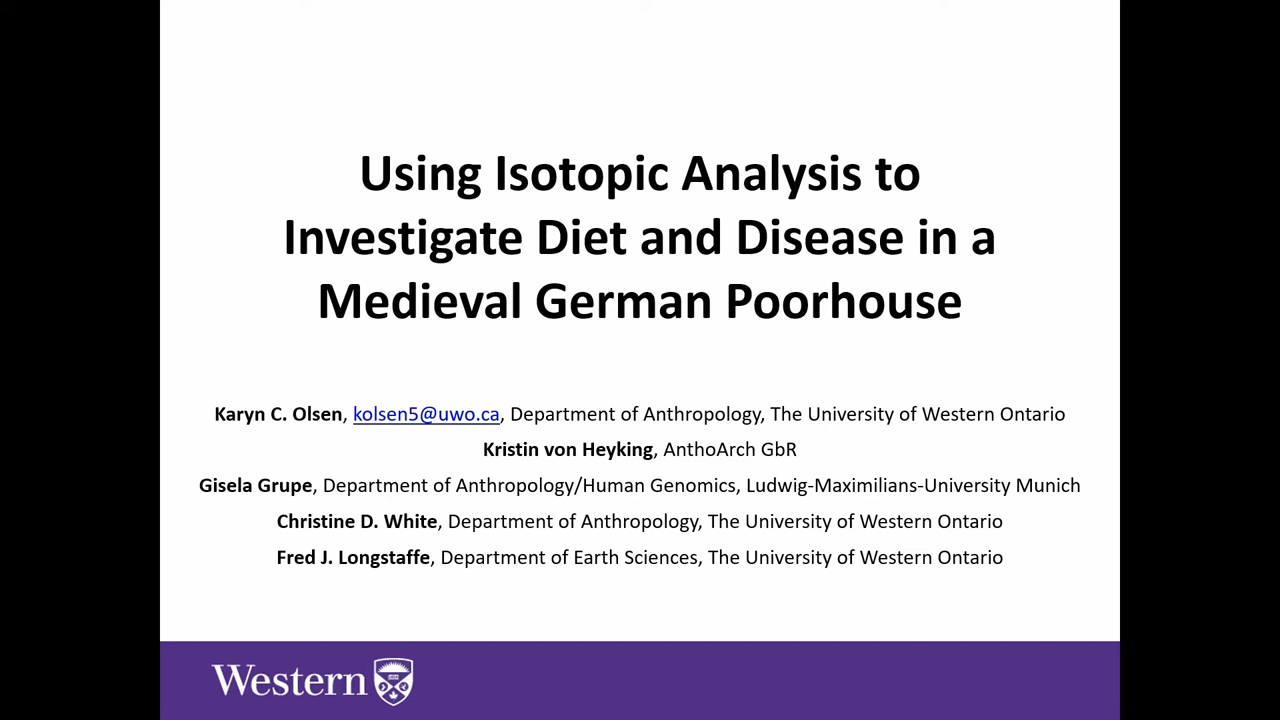 Using Isotopic Analysis to
Investigate Diet and Disease in a
Medieval German Poorhouse
Karyn C. Olsen, kolsen5@uwo.ca, Department of Anthropology, The University of Western Ontario
Kristin von Heyking, AnthoArch GbR
Gisela Grupe, Department of Anthropology/Human Genomics, Ludwig-Maximilians-University Munich
Christine D. White, Department of Anthropology, The University of Western Ontario
Fred J. Longstaffe, Department of Earth Sciences, The University of Western Ontario
Western